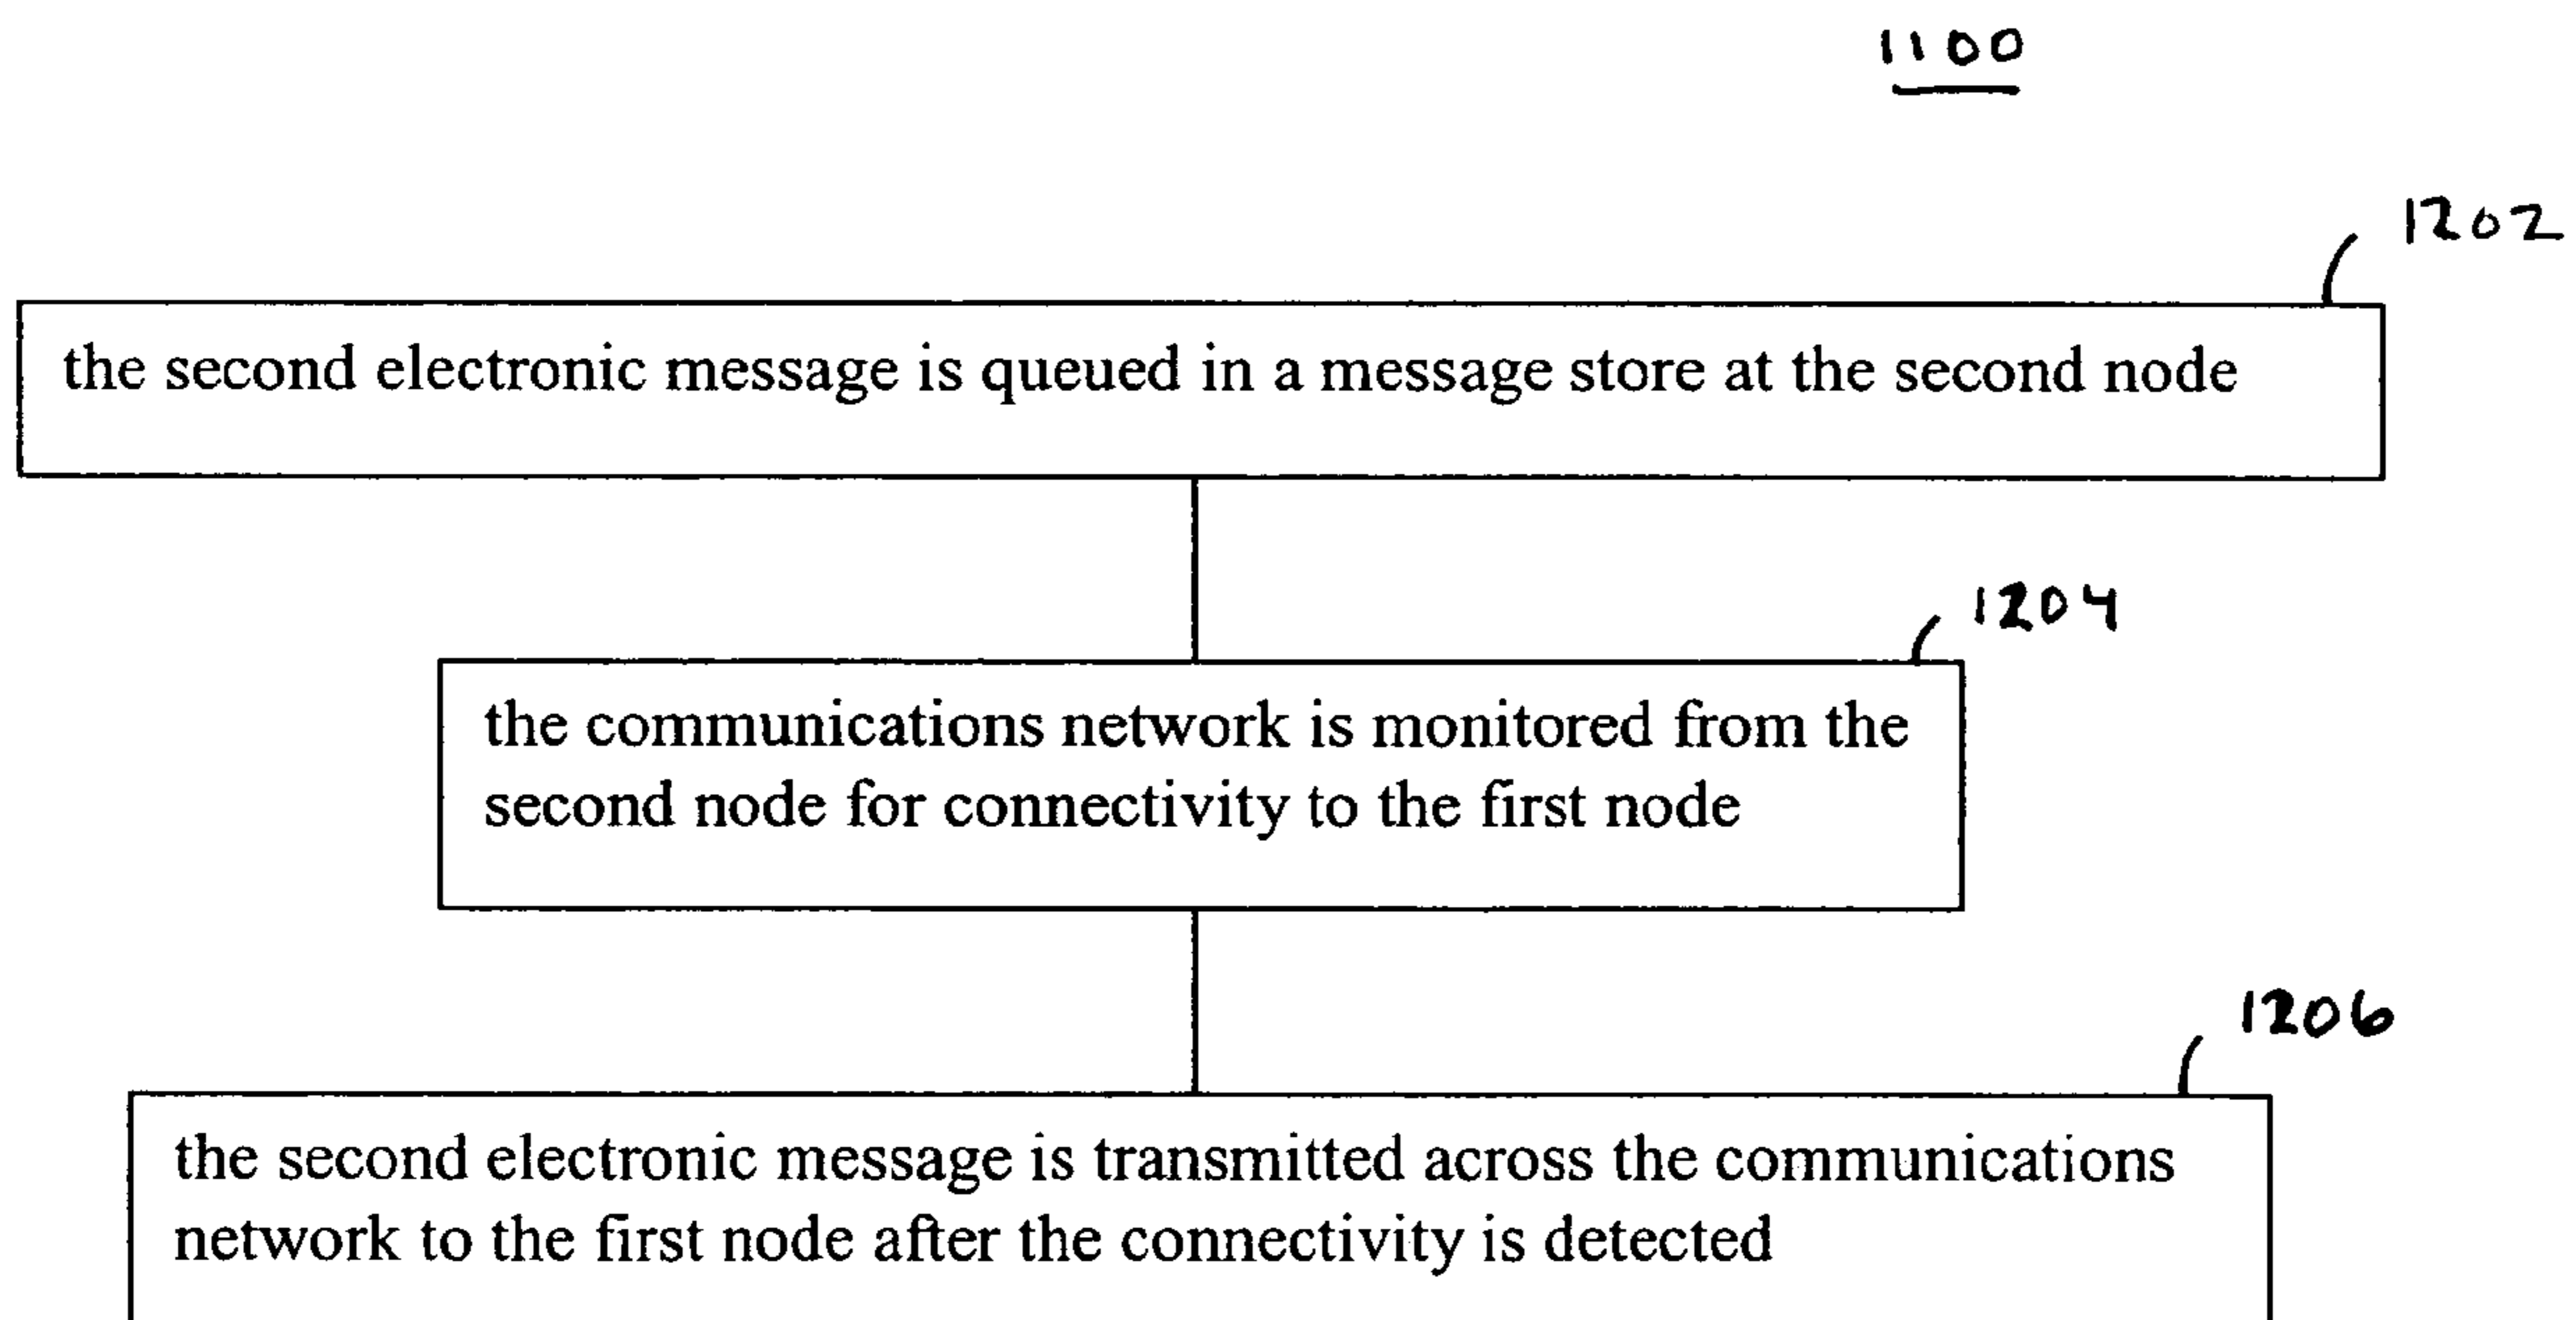 1100
1202
the second electronic message is queued in a message store at the second node
1204
the communications network is monitored from the
second node for connectivity to the first node
1206
the second electronic message is transmitted across the communications
network to the first node after the connectivity is detected